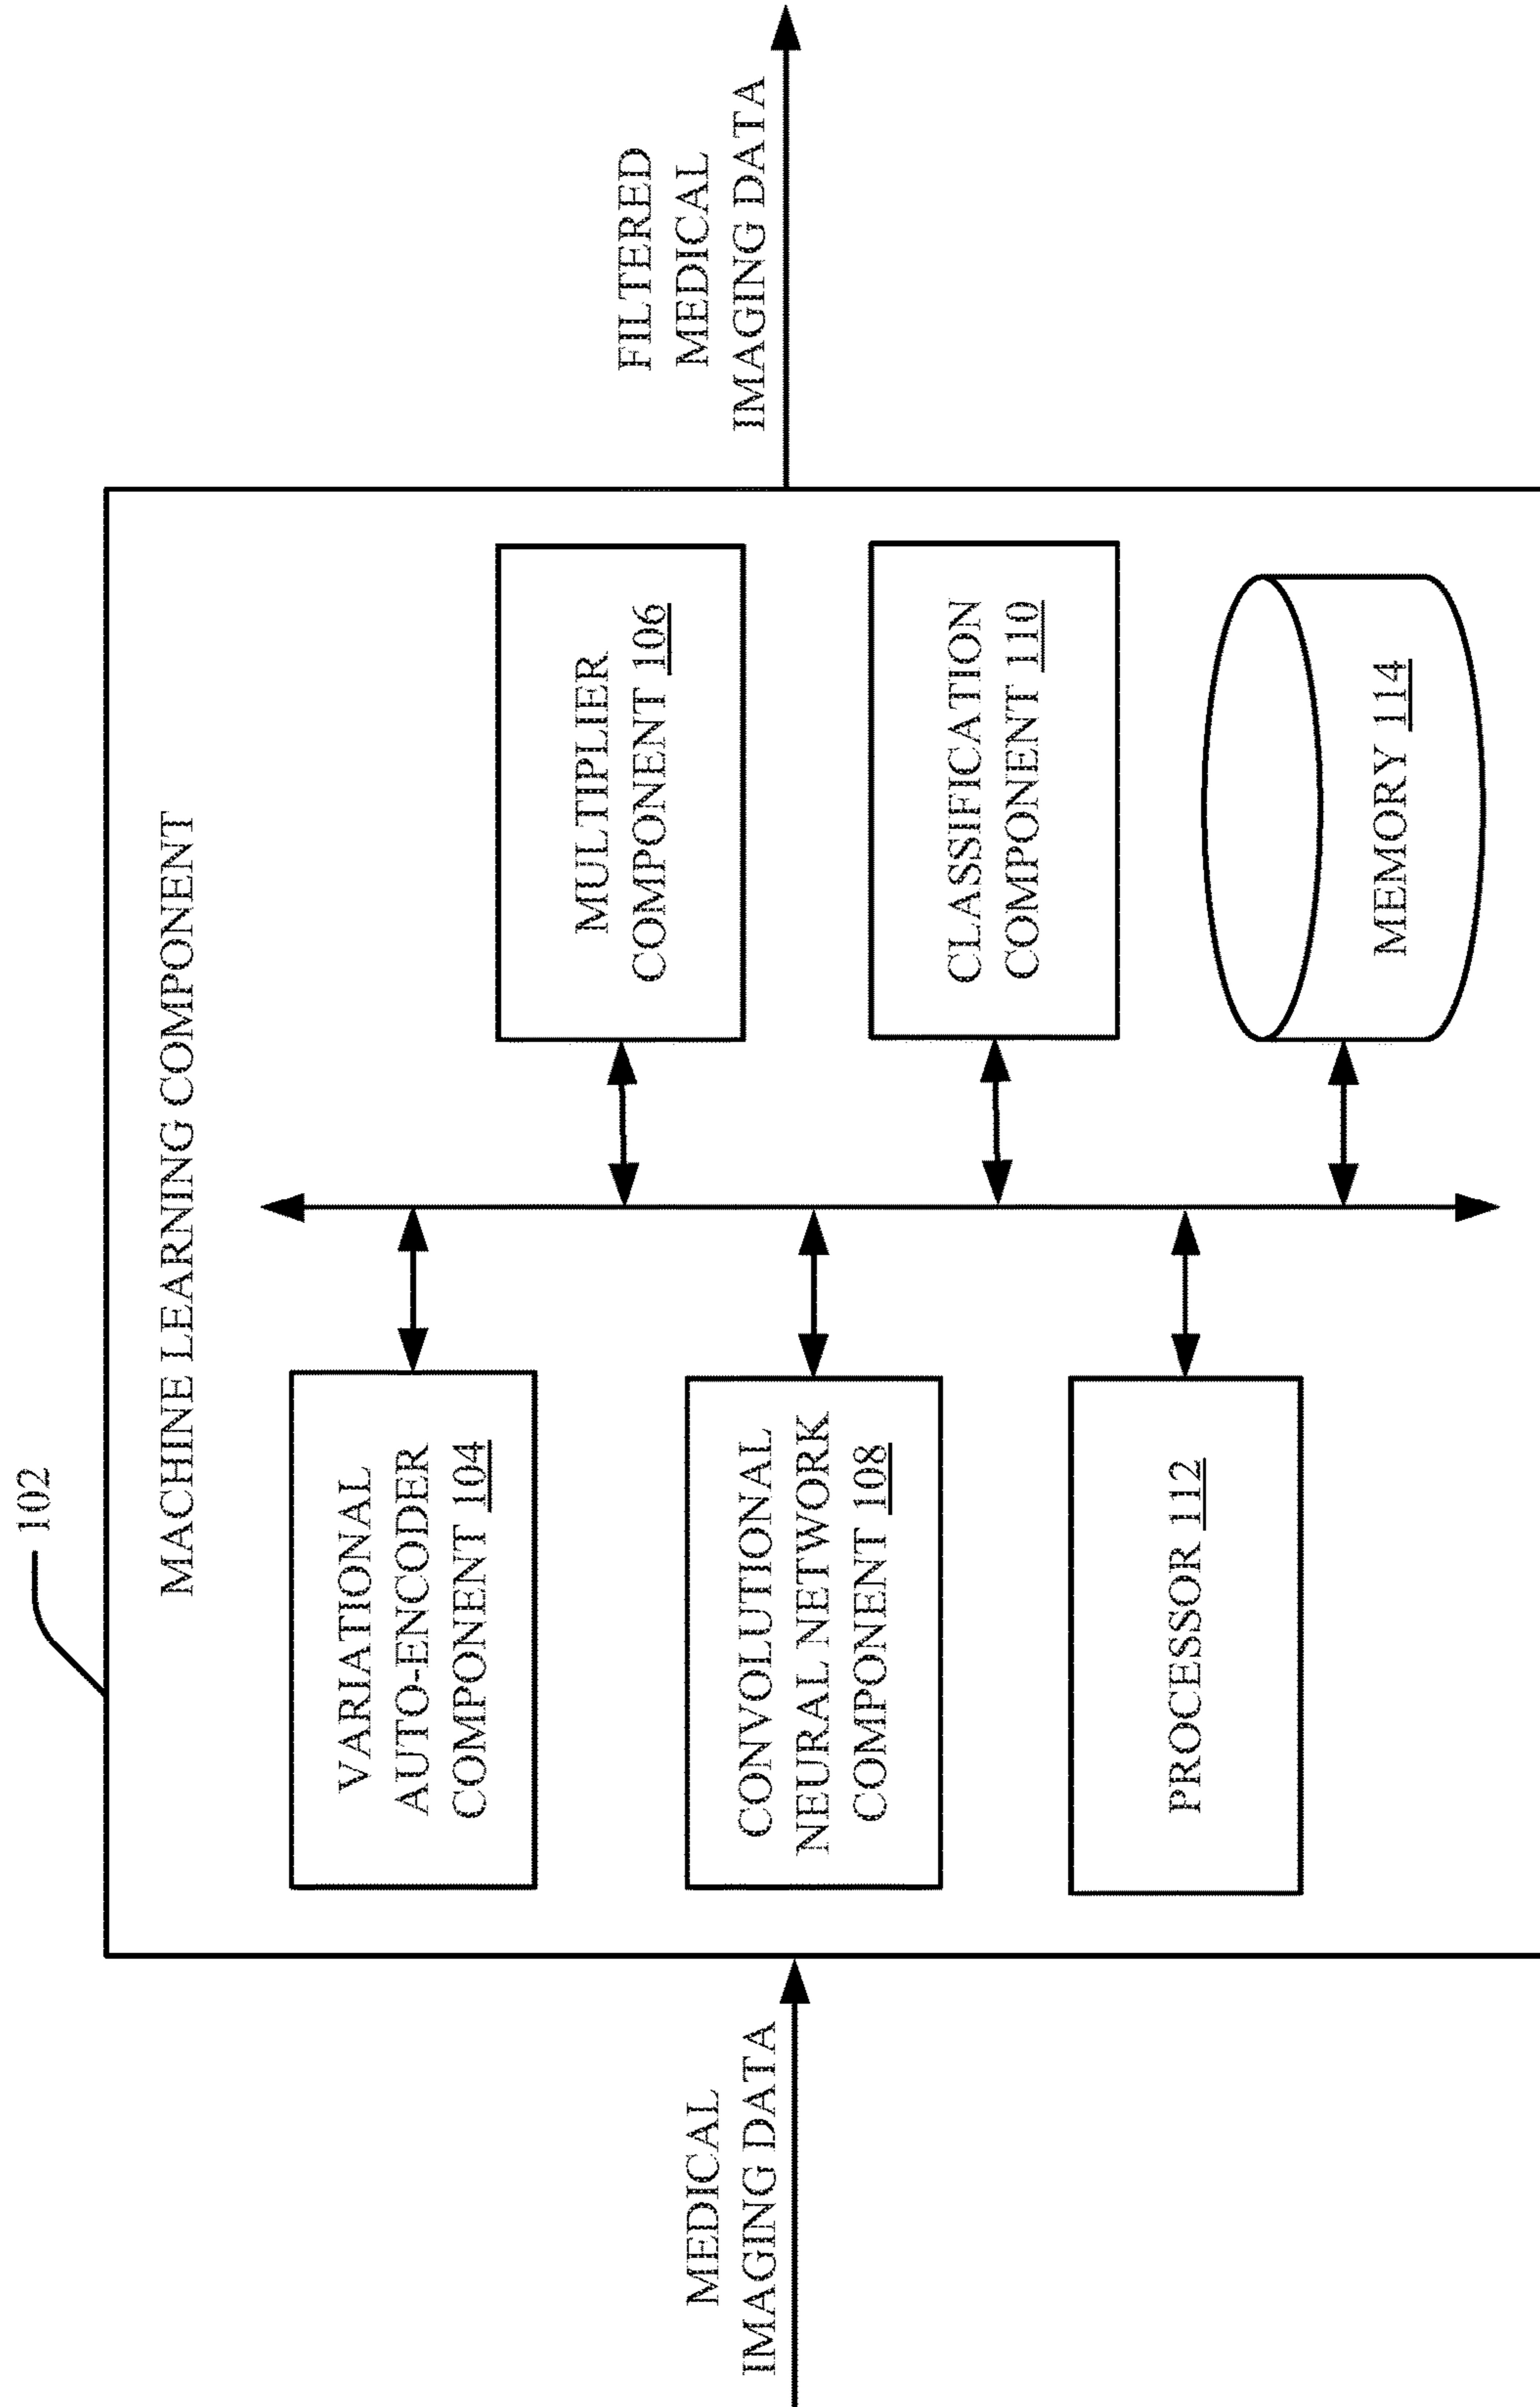 102
MACHINE LEARNING COMPONENT
MEDICAL
IMAGING DATA
VARIATIONAL
AUTO-ENCODER
COMPONENT 104
MULTIPLIER
COMPONENT 106
CONVOLUTIONAL
NEURAL NETWORK
COMPONENT 108
CLASSIFICATION
COMPONENT 110
PROCESSOR 112
MEMORY 114
FILTERED
MEDICAL
IMAGING DATA